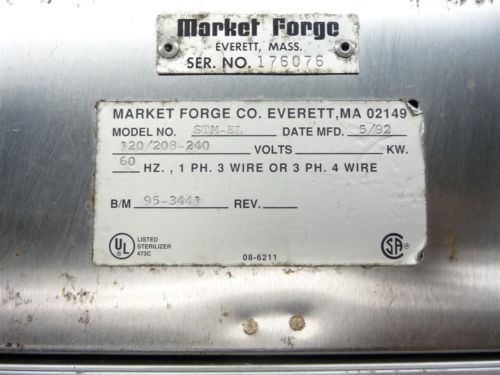 Market Forge
EVERETT, MASS.
SER. NO. 176076
MARKET FORGE CO. EVERETT, MA 02149
MODEL NO. STM-EL DATE MFD. 5/92
120/208-240 VOLTS KW.
60 HZ., 1 PH. 3 WIRE OR 3 PH. 4 WIRE
B/M 95-3441 REV.
UL LISTED
STERILIZER
473C
08-6211
SA